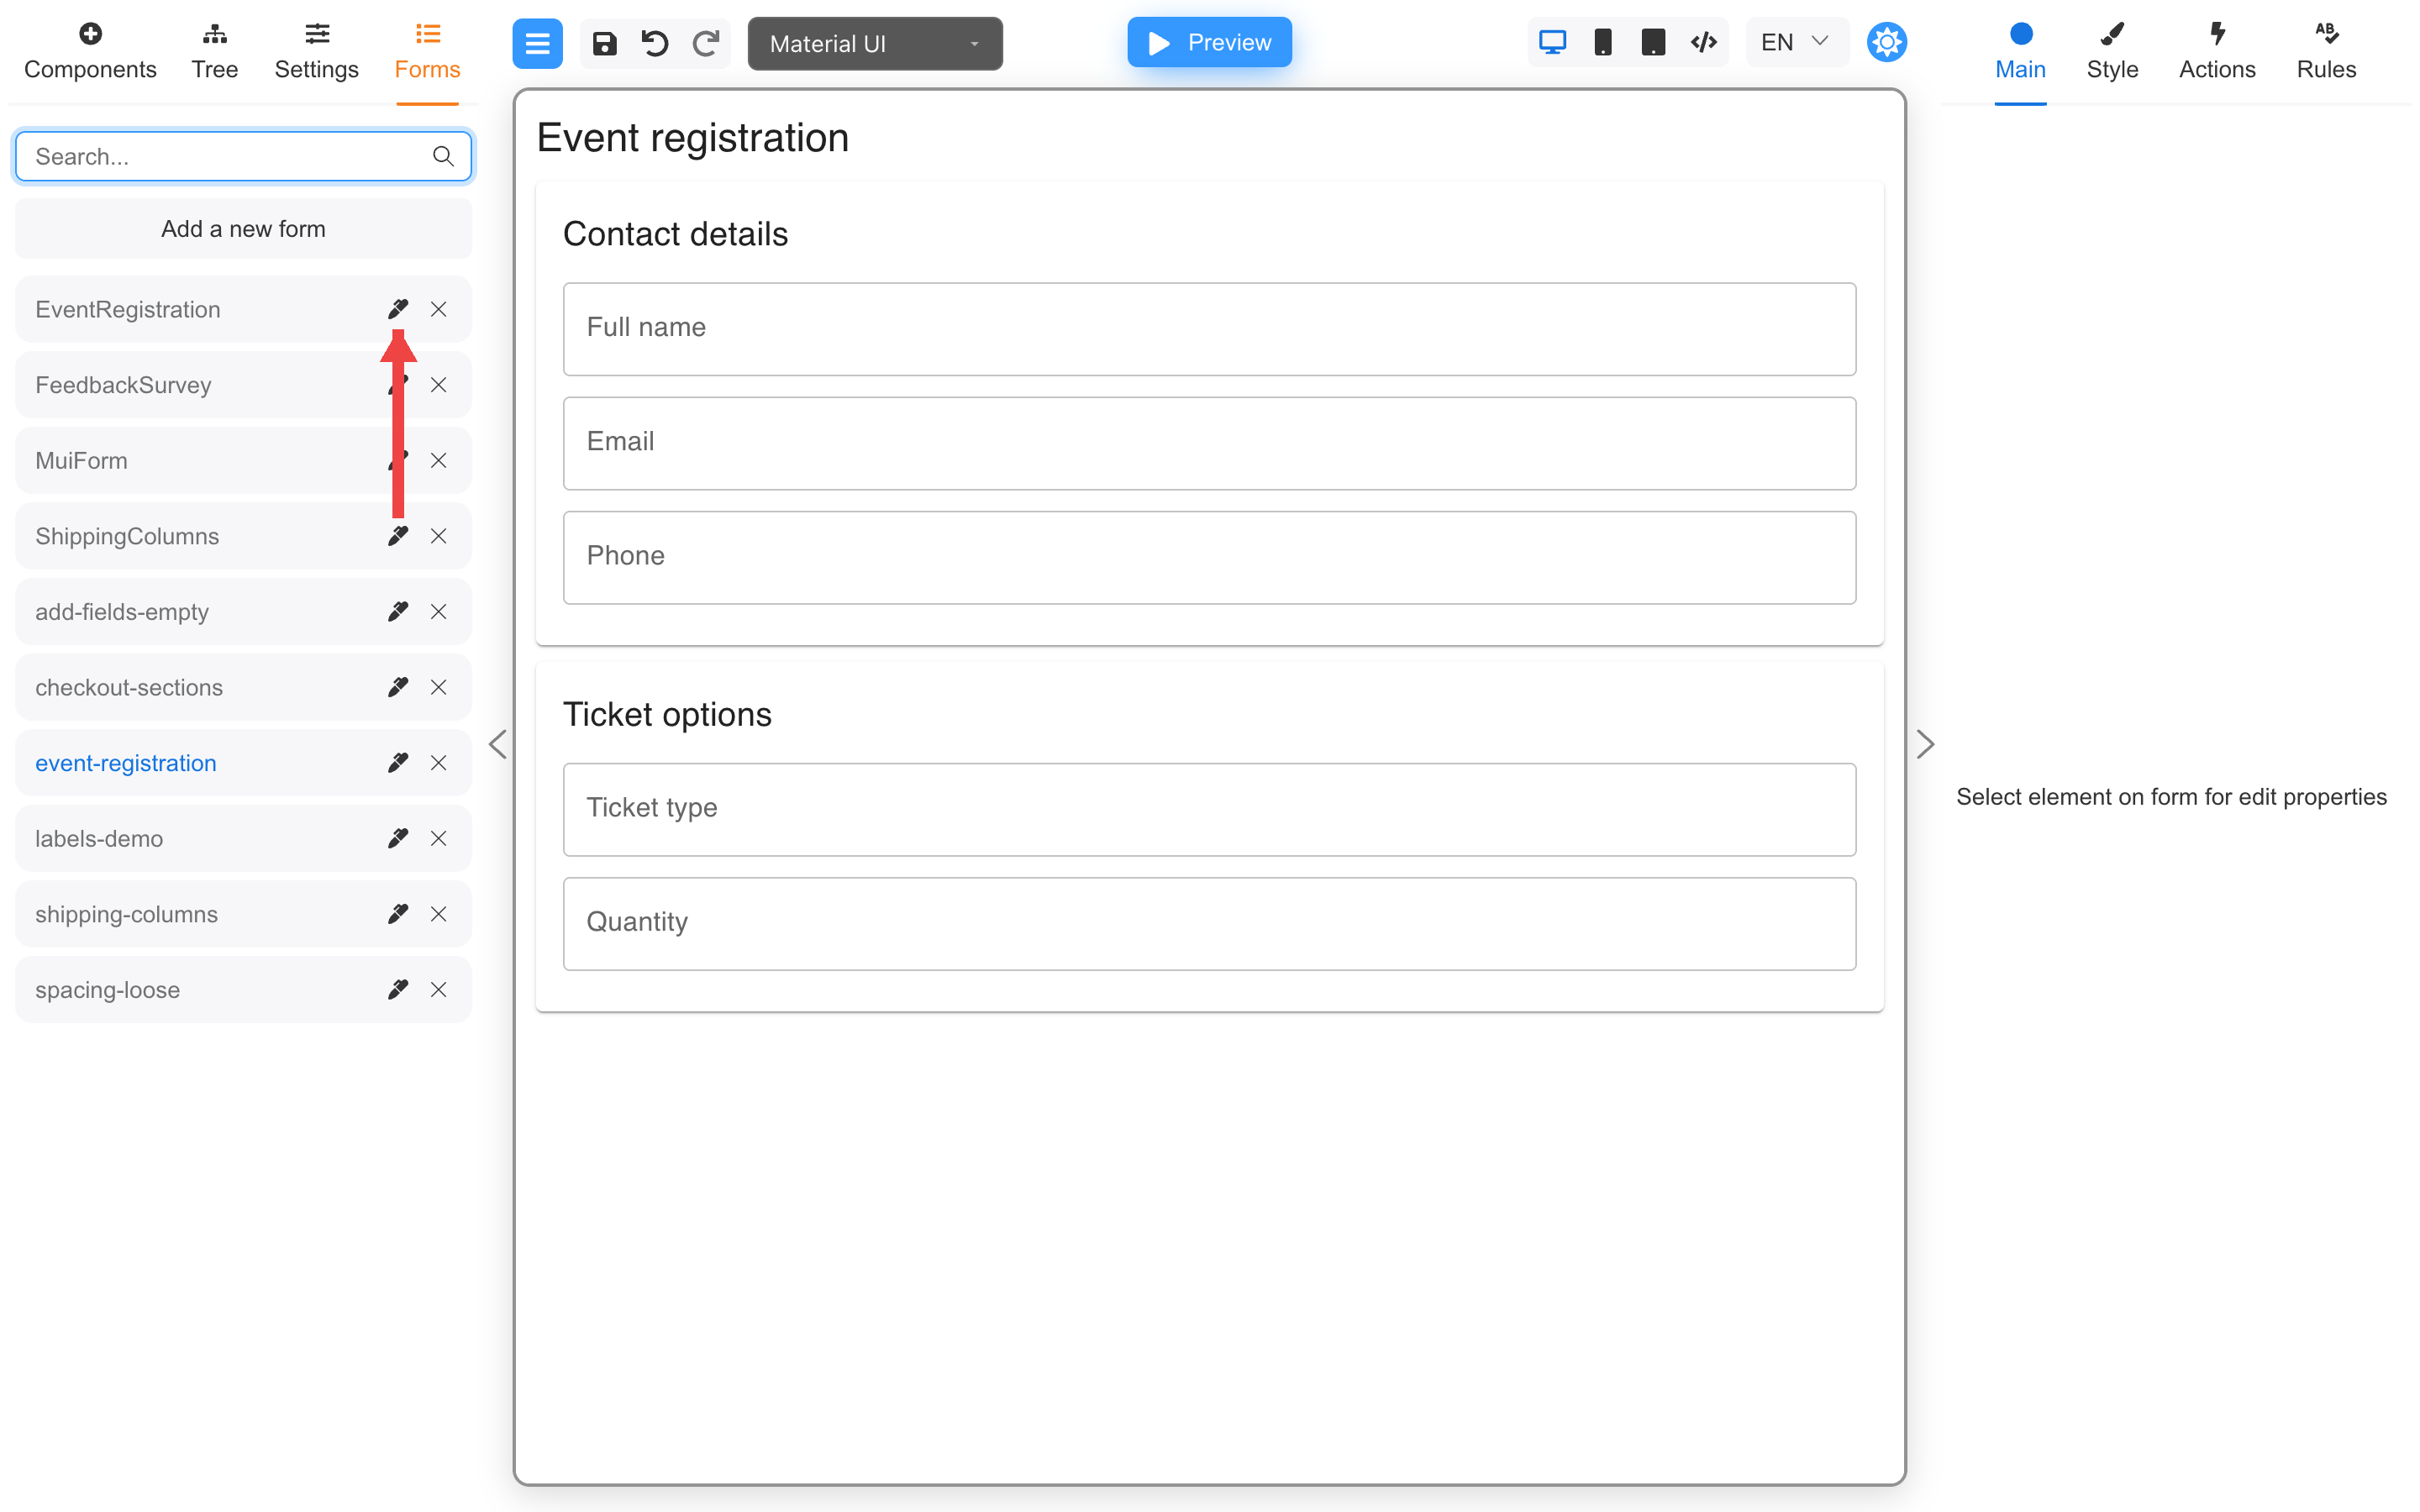 Components Tree Settings Forms
Material UI
Preview
EN
Main Style Actions AB Rules
Search...
Add a new form
EventRegistration
FeedbackSurvey
MuiForm
ShippingColumns
add-fields-empty
checkout-sections
event-registration
labels-demo
shipping-columns
spacing-loose
Event registration
Contact details
Full name
Email
Phone
Ticket options
Ticket type
Quantity
Select element on form for edit properties